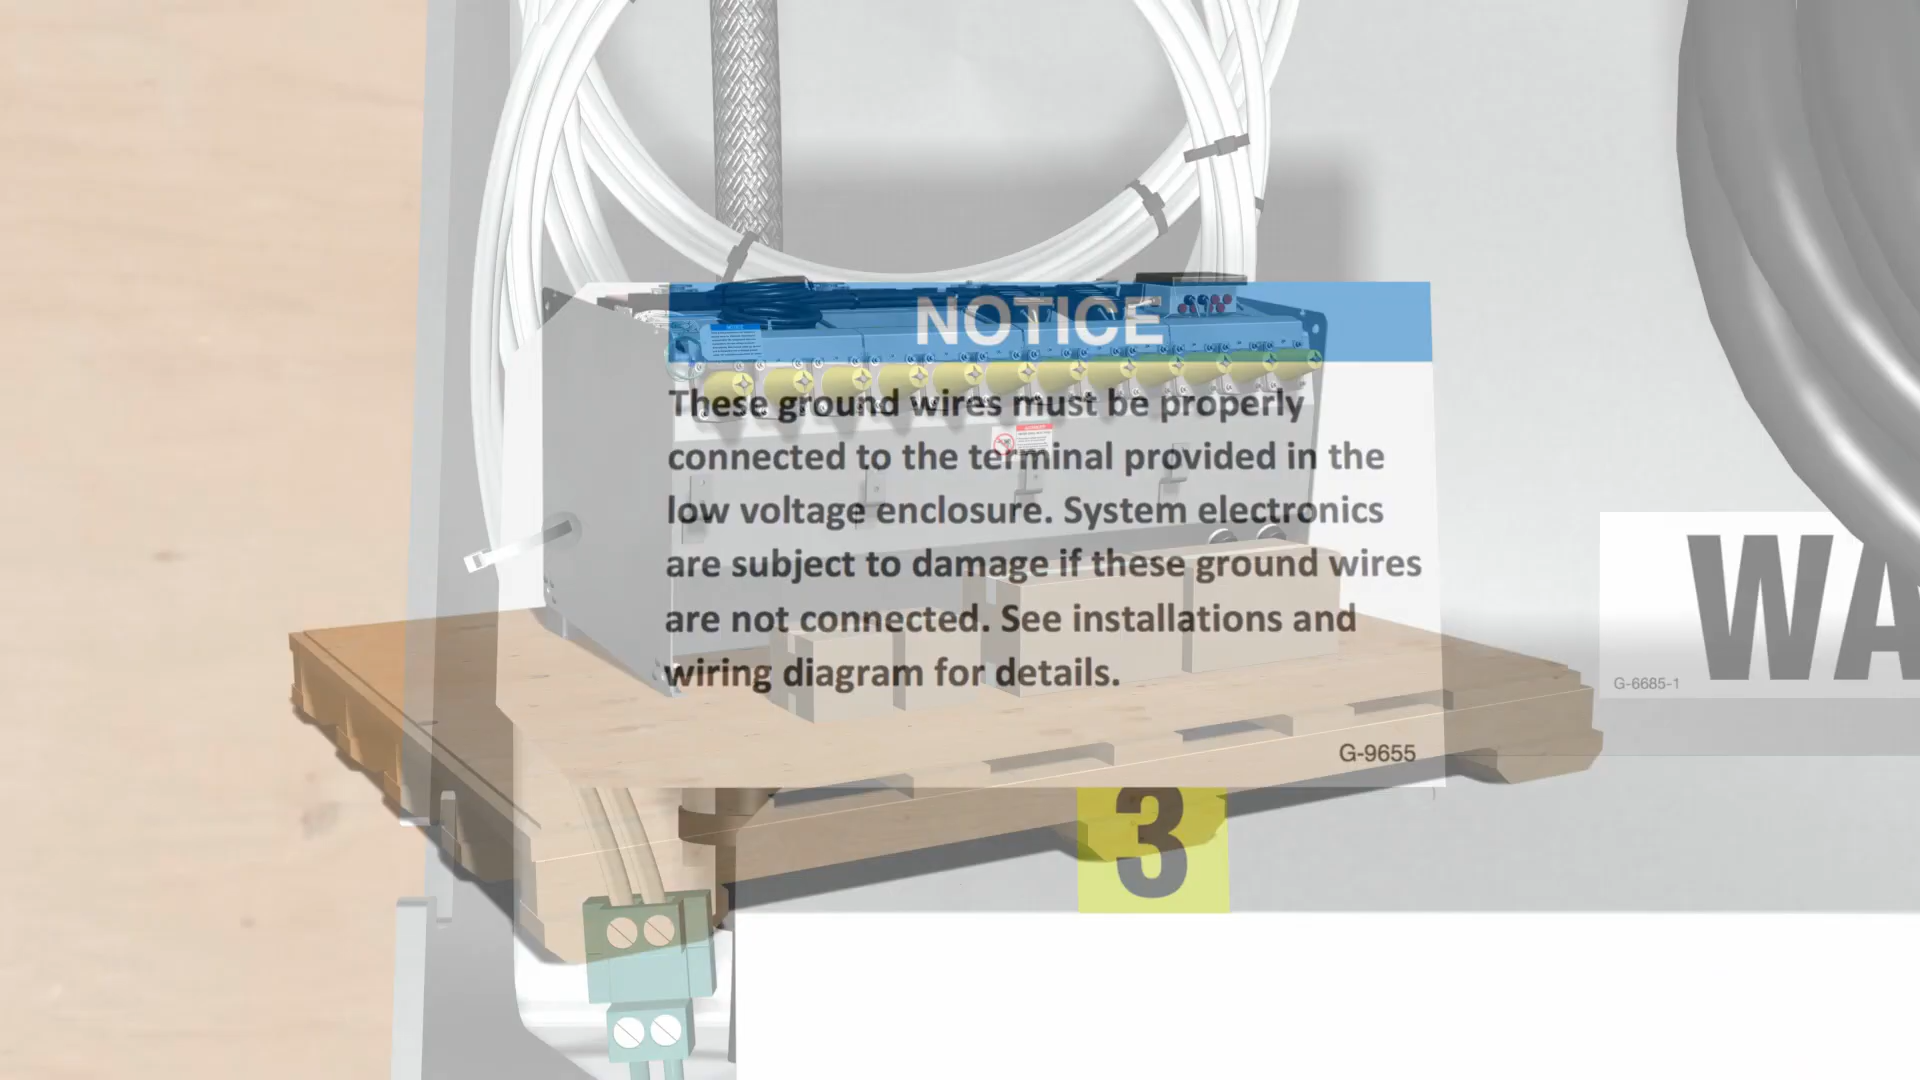 NOTICE
These ground wires must be properly
connected to the terminal provided in the
low voltage enclosure. System electronics
are subject to damage if these ground wires
are not connected. See installations and
wiring diagram for details.
G-9655
G-6685-1
WA
3